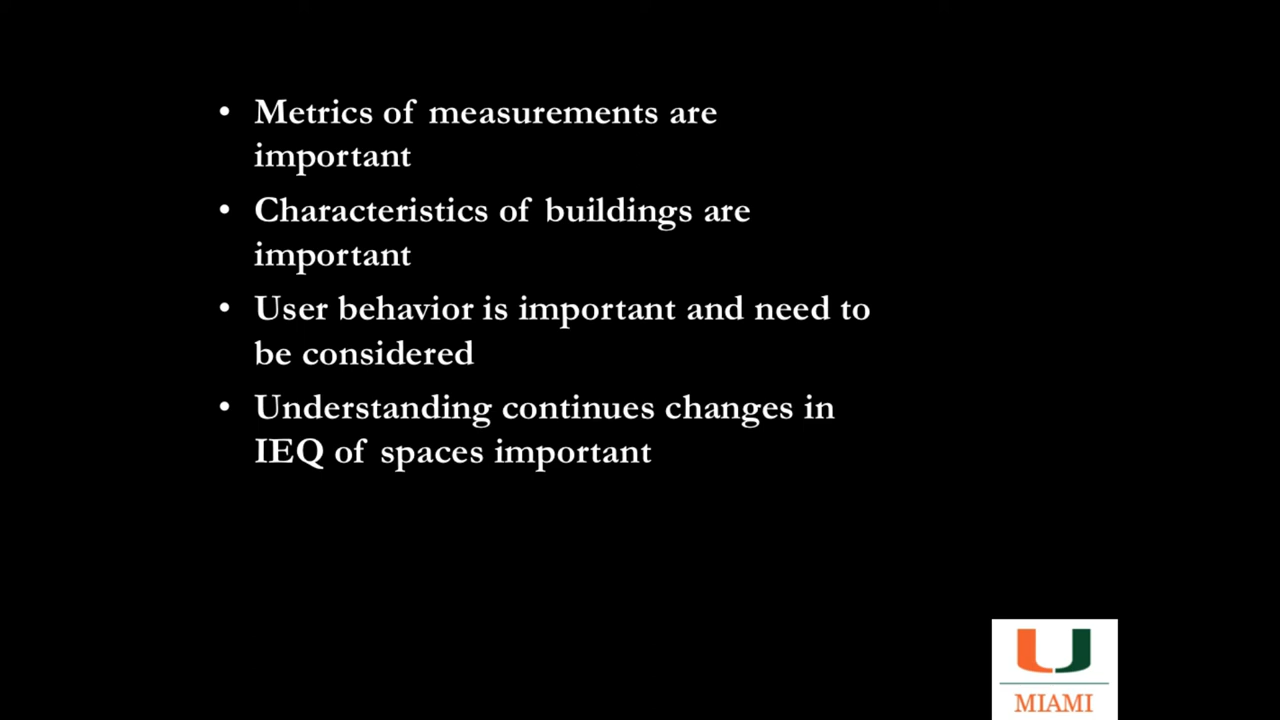 • Metrics of measurements are
important
• Characteristics of buildings are
important
• User behavior is important and need to
be considered
• Understanding continues changes in
IEQ of spaces important
U
MIAMI